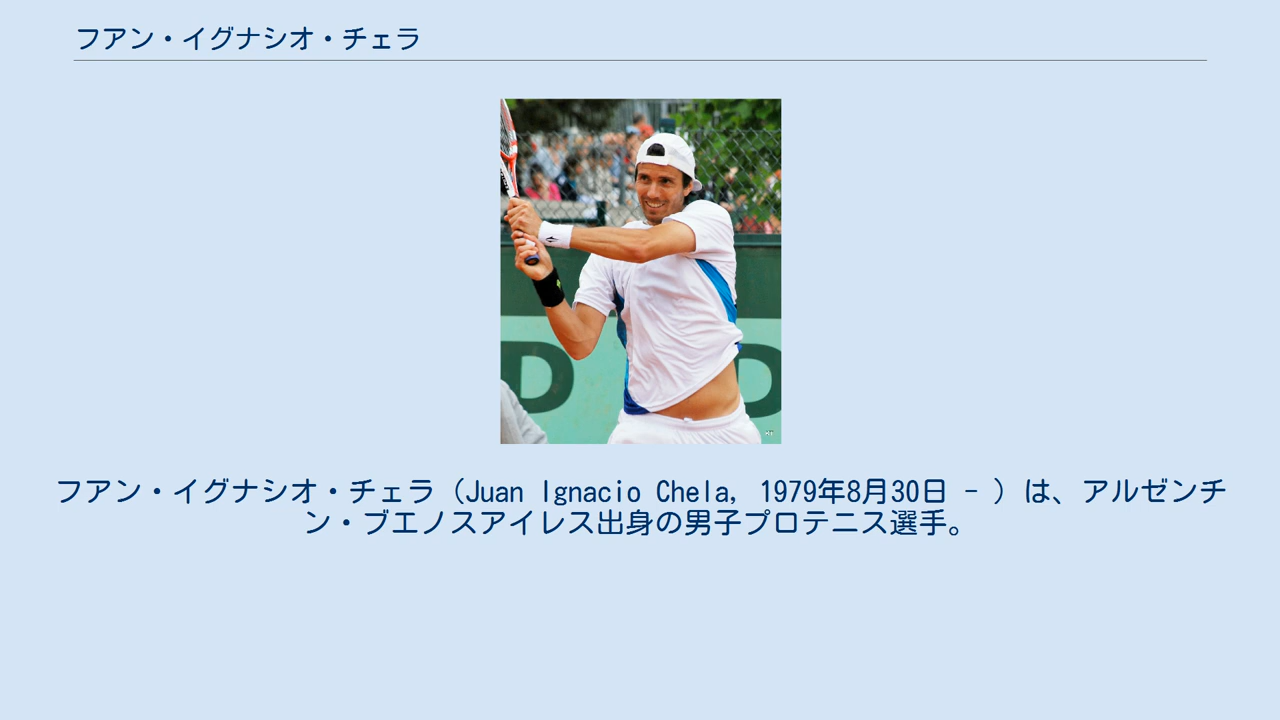 フアン・イグナシオ・チェラ
D
D
フアン・イグナシオ・チェラ（Juan Ignacio Chela, 1979年8月30日 - ）は、アルゼンチ
ン・ブエノスアイレス出身の男子プロテニス選手。